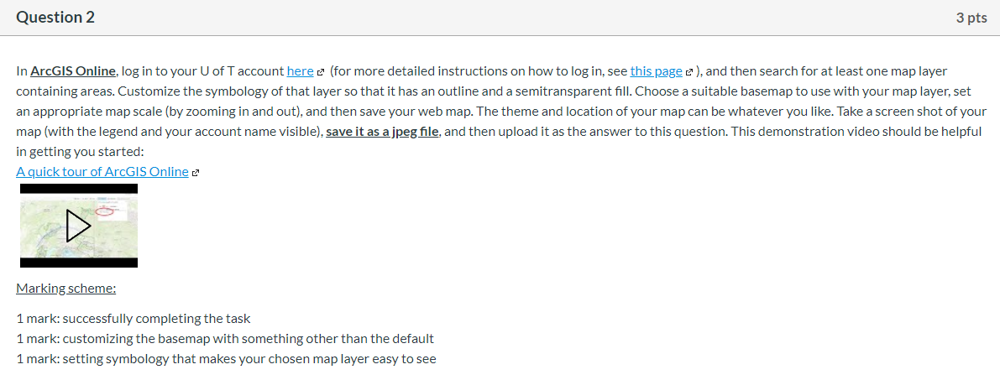 Question 2
3 pts
In ArcGIS Online, log in to your U of T account here (for more detailed instructions on how to log in, see this page ), and then search for at least one map layer
containing areas. Customize the symbology of that layer so that it has an outline and a semitransparent fill. Choose a suitable basemap to use with your map layer, set
an appropriate map scale (by zooming in and out), and then save your web map. The theme and location of your map can be whatever you like. Take a screen shot of your
map (with the legend and your account name visible), save it as a jpeg file, and then upload it as the answer to this question. This demonstration video should be helpful
in getting you started:
A quick tour of ArcGIS Online
Marking scheme:
1 mark: successfully completing the task
1 mark: customizing the basemap with something other than the default
1 mark: setting symbology that makes your chosen map layer easy to see